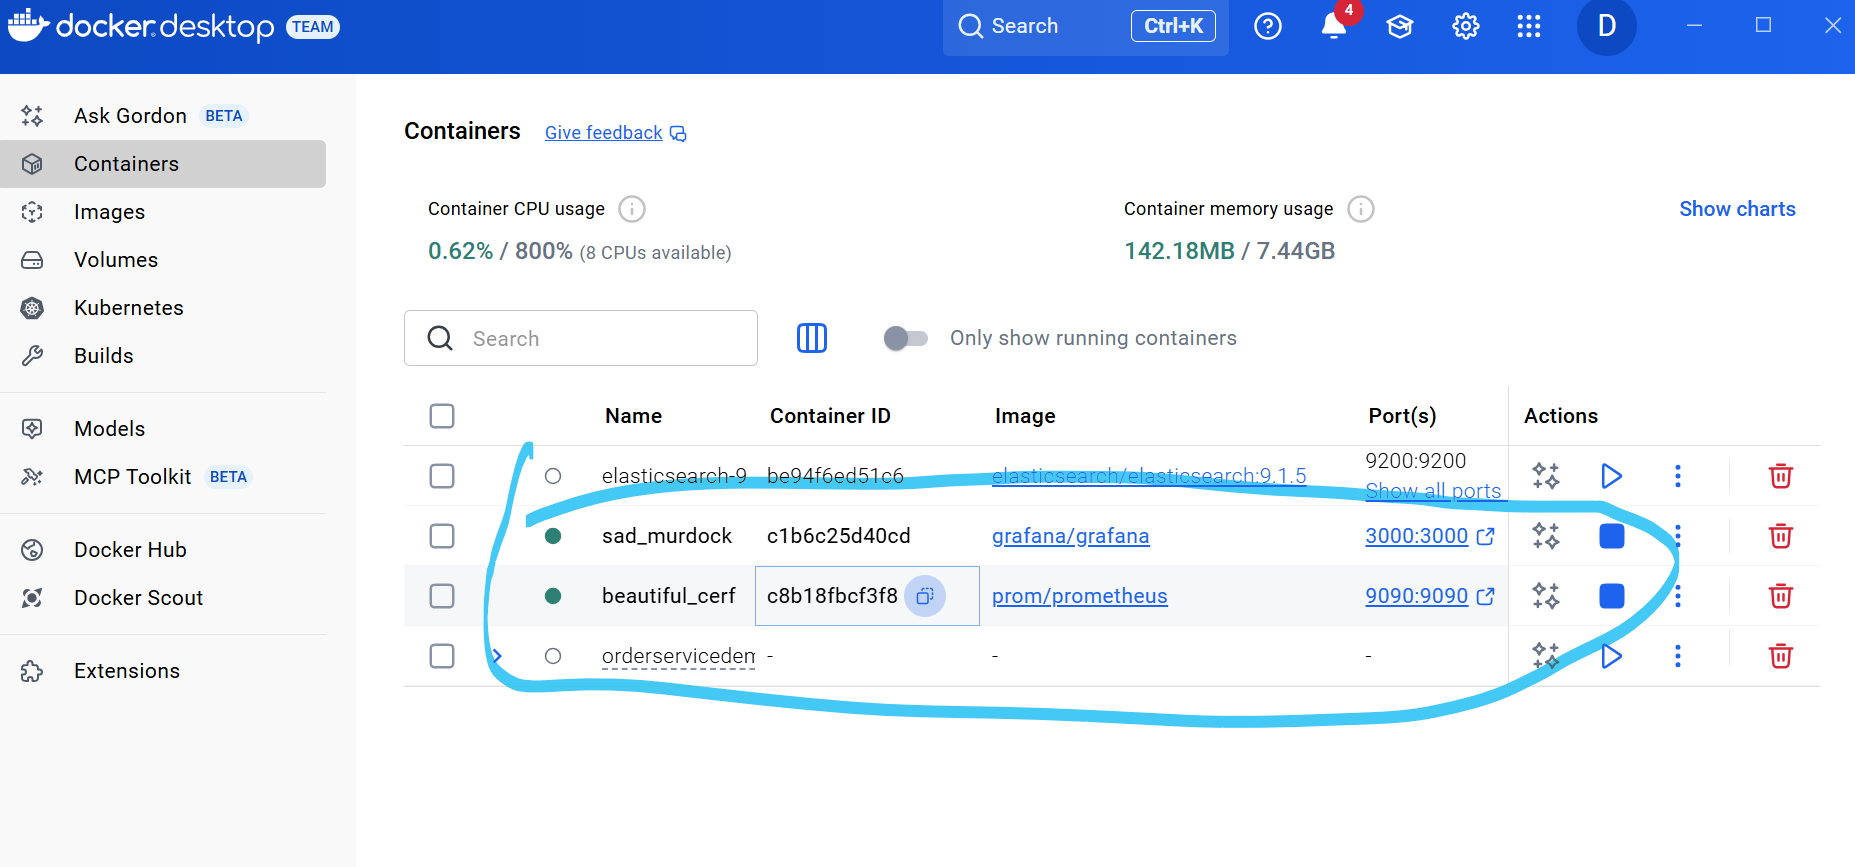 docker.desktop TEAM
Search Ctrl+K
4
D
Ask Gordon BETA
Containers
Images
Volumes
Kubernetes
Builds
Models
MCP Toolkit BETA
Docker Hub
Docker Scout
Extensions
Containers Give feedback
Container CPU usage
0.62% / 800% (8 CPUs available)
Container memory usage
142.18MB / 7.44GB
Show charts
Search
Only show running containers
Name Container ID Image Port(s) Actions
elasticsearch-9 be94f6ed51c6 elasticsearch/elasticsearch:9.1.5 9200:9200
Show all ports
sad_murdock c1b6c25d40cd grafana/grafana 3000:3000
beautiful_cerf c8b18fbcf3f8 prom/prometheus 9090:9090
orderservicedem - - -